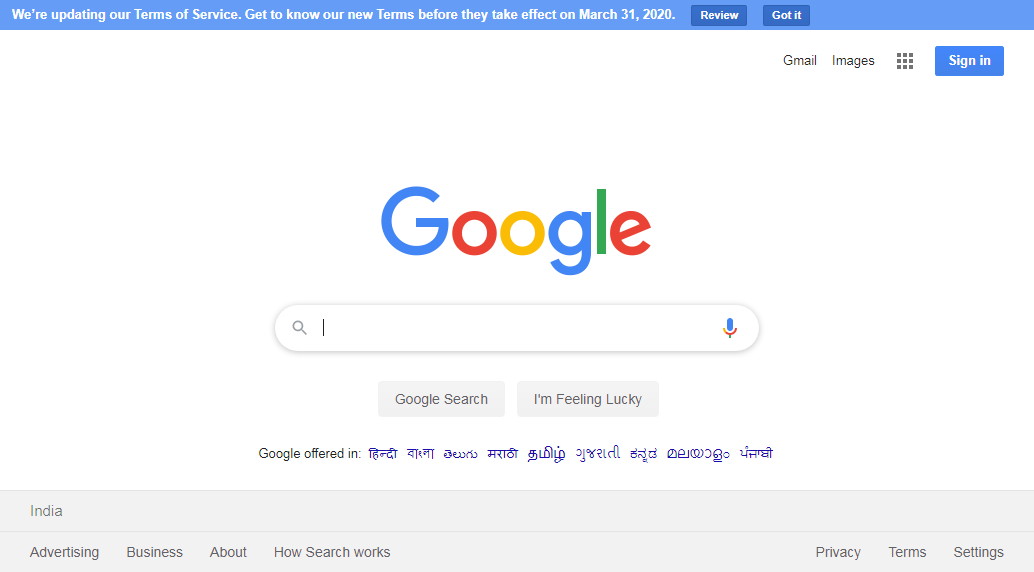 We're updating our Terms of Service. Get to know our new Terms before they take effect on March 31, 2020. Review Got it
Gmail Images Sign in
Google
Google Search I'm Feeling Lucky
Google offered in: हिन्दी বাংলা తెలుగు मराठी தமிழ் ગુજરાતી ಕನ್ನಡ മലയാളം ਪੰਜਾਬੀ
India
Advertising Business About How Search works Privacy Terms Settings